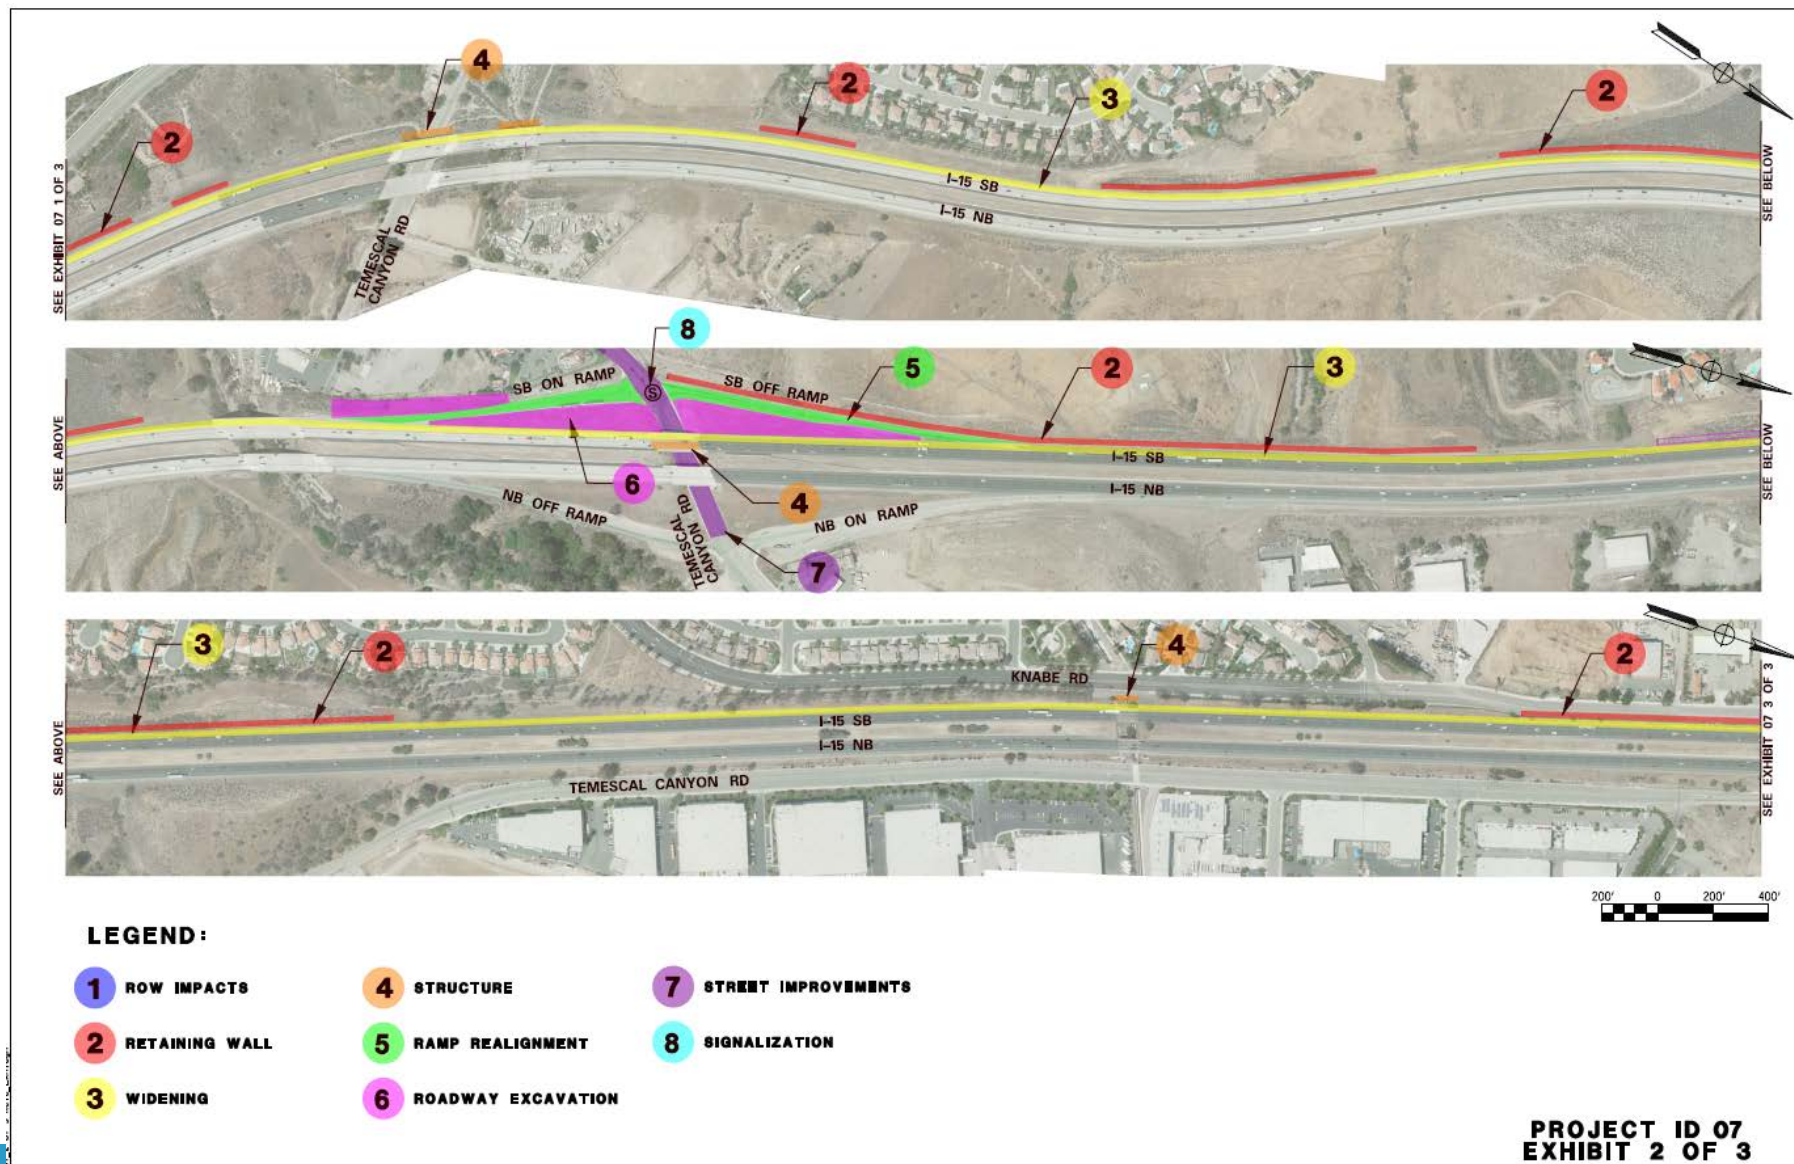 4
2
3
2
2
SEE EXHIBIT 07 1 OF 3
I-15 SB
I-15 NB
TEMESCAL
CANYON RD
SEE BELOW
8
SB ON RAMP
S
SB OFF RAMP
5
2
3
SEE ABOVE
I-15 SB
I-15 NB
SEE BELOW
6
4
NB OFF RAMP
TEMESCAL
CANYON RD
NB ON RAMP
7
3
2
4
2
KNABE RD
SEE ABOVE
I-15 SB
I-15 NB
TEMESCAL CANYON RD
SEE EXHIBIT 07 3 OF 3
200' 0 200' 400'
LEGEND:
1 ROW IMPACTS
2 RETAINING WALL
3 WIDENING
4 STRUCTURE
5 RAMP REALIGNMENT
6 ROADWAY EXCAVATION
7 STREET IMPROVEMENTS
8 SIGNALIZATION
PROJECT ID 07
EXHIBIT 2 OF 3